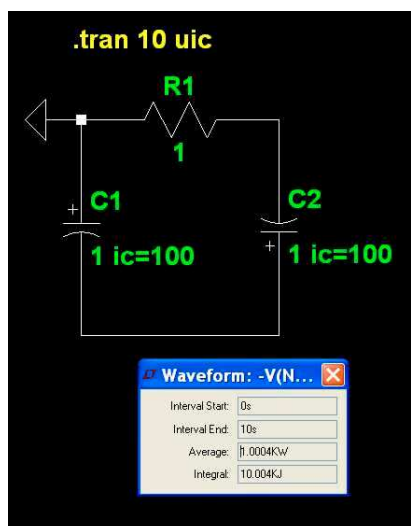 .tran 10 uic
R1
1
+
C1
1 ic=100
C2
+
1 ic=100
Waveform: -V(N...
Interval Start: 0s
Interval End: 10s
Average: 1.0004KW
Integral: 10.004KJ